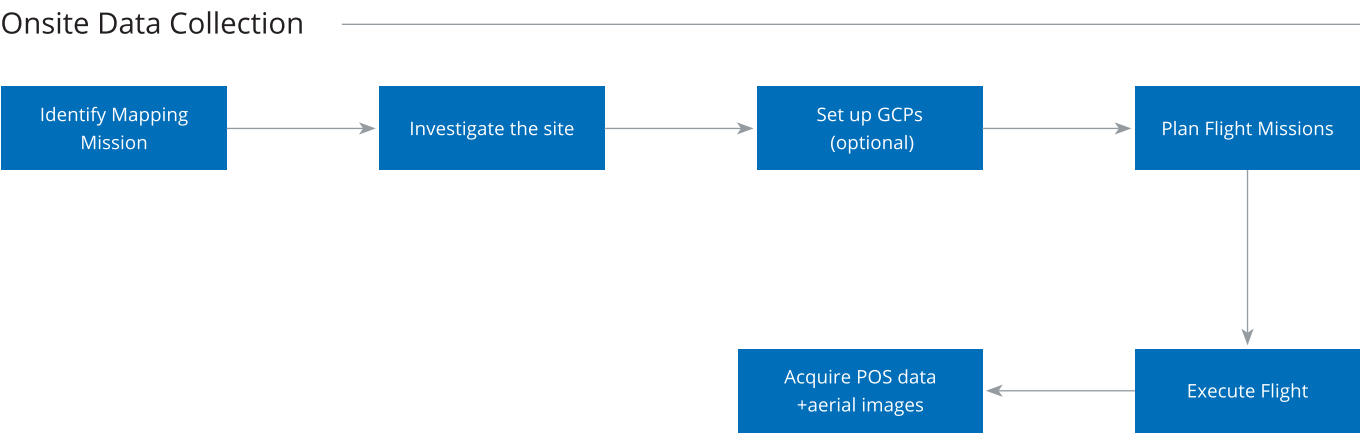 Onsite Data Collection
Identify Mapping
Mission
Investigate the site
Set up GCPs
(optional)
Plan Flight Missions
Execute Flight
Acquire POS data
+aerial images